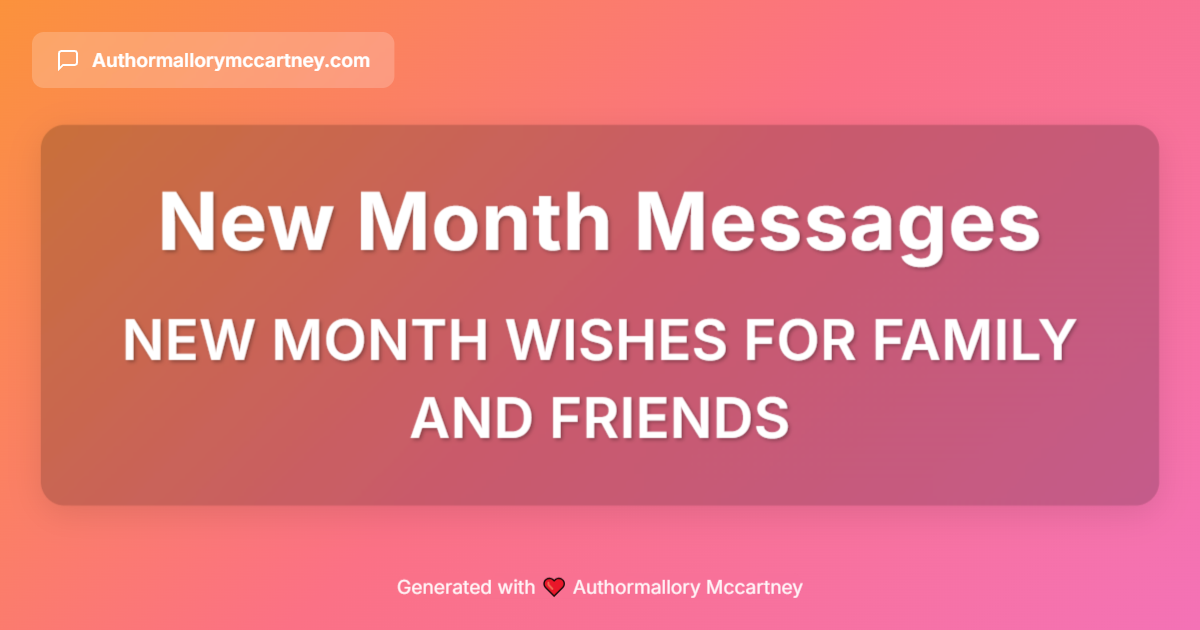 Authormallorymccartney.com
New Month Messages
NEW MONTH WISHES FOR FAMILY
AND FRIENDS
Generated with ❤️ Authormallory Mccartney